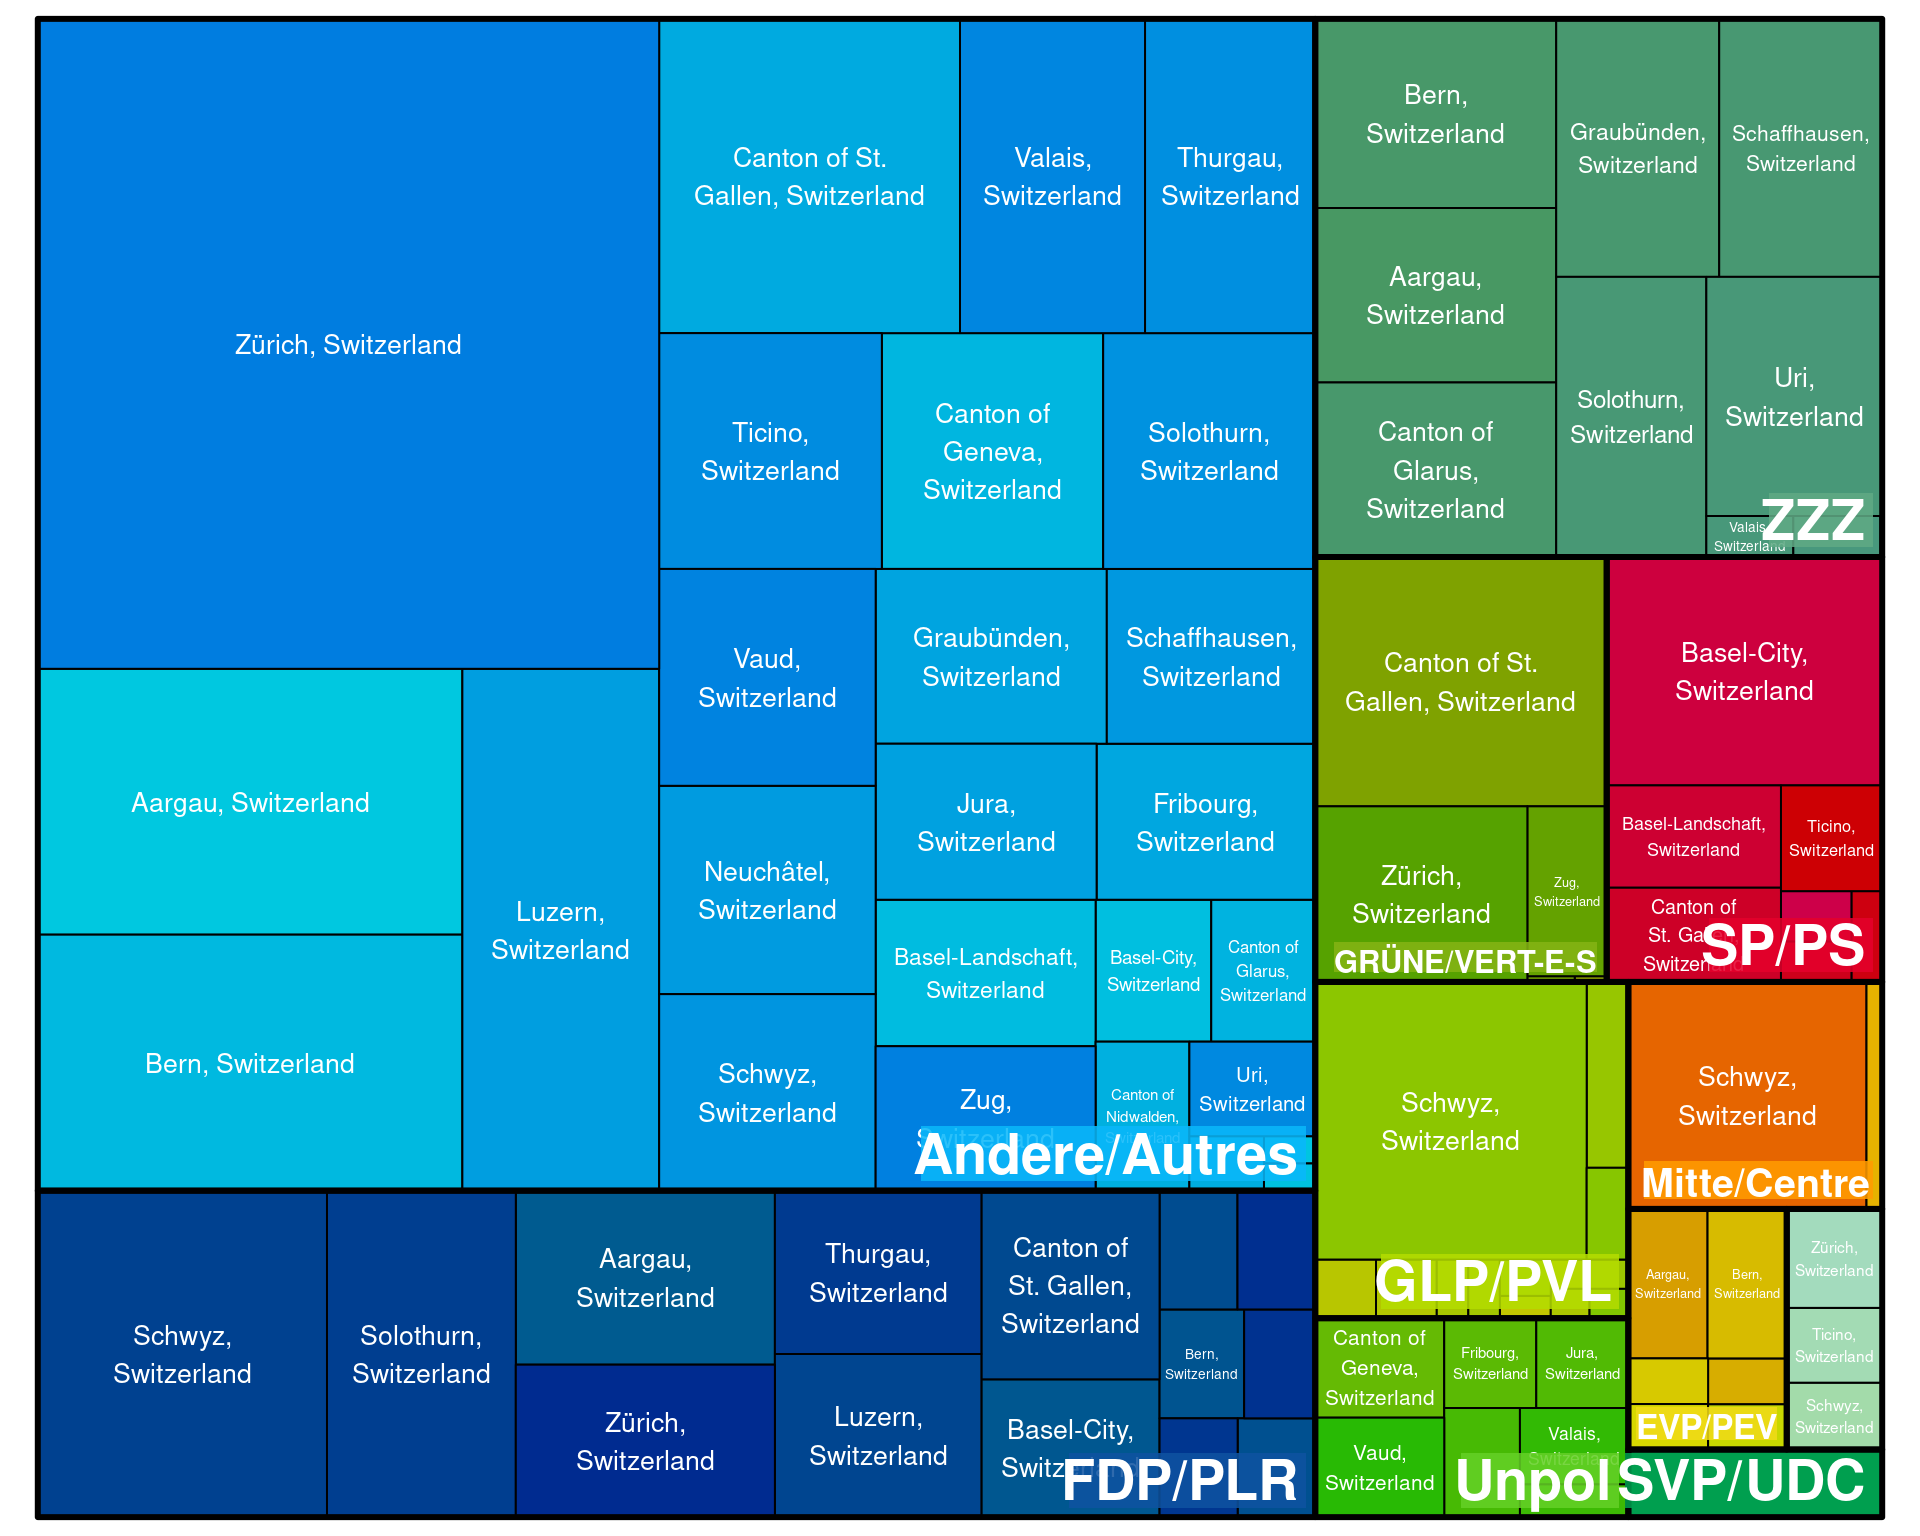 Zürich, Switzerland
Aargau, Switzerland
Bern, Switzerland
Luzern,
Switzerland
Canton of St.
Gallen, Switzerland
Valais,
Switzerland
Thurgau,
Switzerland
Ticino,
Switzerland
Canton of
Geneva,
Switzerland
Solothurn,
Switzerland
Vaud,
Switzerland
Neuchâtel,
Switzerland
Schwyz,
Switzerland
Graubünden,
Switzerland
Schaffhausen,
Switzerland
Jura,
Switzerland
Fribourg,
Switzerland
Basel-Landschaft,
Switzerland
Basel-City,
Switzerland
Canton of
Glarus,
Switzerland
Zug,
Switzerland
Canton of
Nidwalden,
Switzerland
Uri,
Switzerland
Andere/Autres
Schwyz,
Switzerland
Solothurn,
Switzerland
Aargau,
Switzerland
Zürich,
Switzerland
Thurgau,
Switzerland
Luzern,
Switzerland
Canton of
St. Gallen,
Switzerland
Basel-City,
Switzerland
Bern,
Switzerland
FDP/PLR
Bern,
Switzerland
Aargau,
Switzerland
Canton of
Glarus,
Switzerland
Graubünden,
Switzerland
Schaffhausen,
Switzerland
Solothurn,
Switzerland
Uri,
Switzerland
Valais,
Switzerland
ZZZ
Canton of St.
Gallen, Switzerland
Zürich,
Switzerland
Zug,
Switzerland
GRÜNE/VERT-E-S
Basel-City,
Switzerland
Basel-Landschaft,
Switzerland
Ticino,
Switzerland
Canton of
St. Gallen,
Switzerland
SP/PS
Schwyz,
Switzerland
GLP/PVL
Schwyz,
Switzerland
Mitte/Centre
Aargau,
Switzerland
Bern,
Switzerland
EVP/PEV
Zürich,
Switzerland
Ticino,
Switzerland
Schwyz,
Switzerland
Canton of
Geneva,
Switzerland
Fribourg,
Switzerland
Jura,
Switzerland
Vaud,
Switzerland
Valais,
Switzerland
Unpol
SVP/UDC